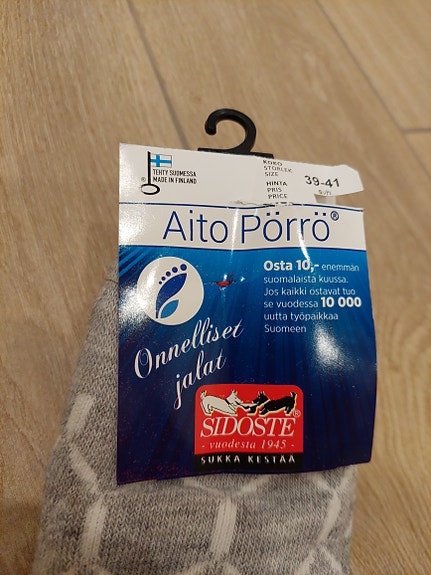 TEHTY SUOMESSA
MADE IN FINLAND
KOKO
STORLEK
SIZE
39-41
HINTA
PRIS
PRICE
Aito Pörrö®
Osta 10,- enemmän
suomalaista kuussa.
Jos kaikki ostavat tuo
se vuodessa 10 000
uutta työpaikkaa
Suomeen
Onnelliset
jalat
SIDOSTE®
- vuodesta 1945 -
SUKKA KESTÄÄ